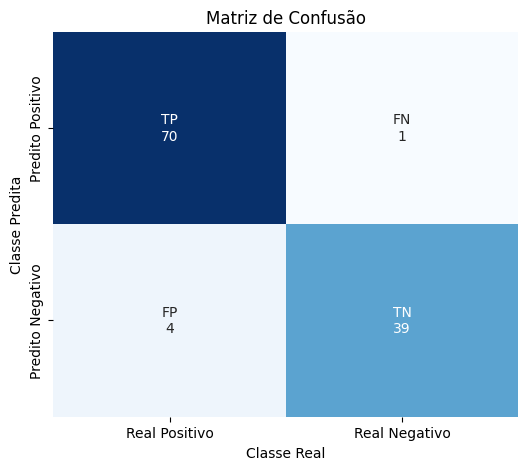 Matriz de Confusão
Classe Predita
Predito Positivo
TP
70
FN
1
Predito Negativo
FP
4
TN
39
Real Positivo
Real Negativo
Classe Real